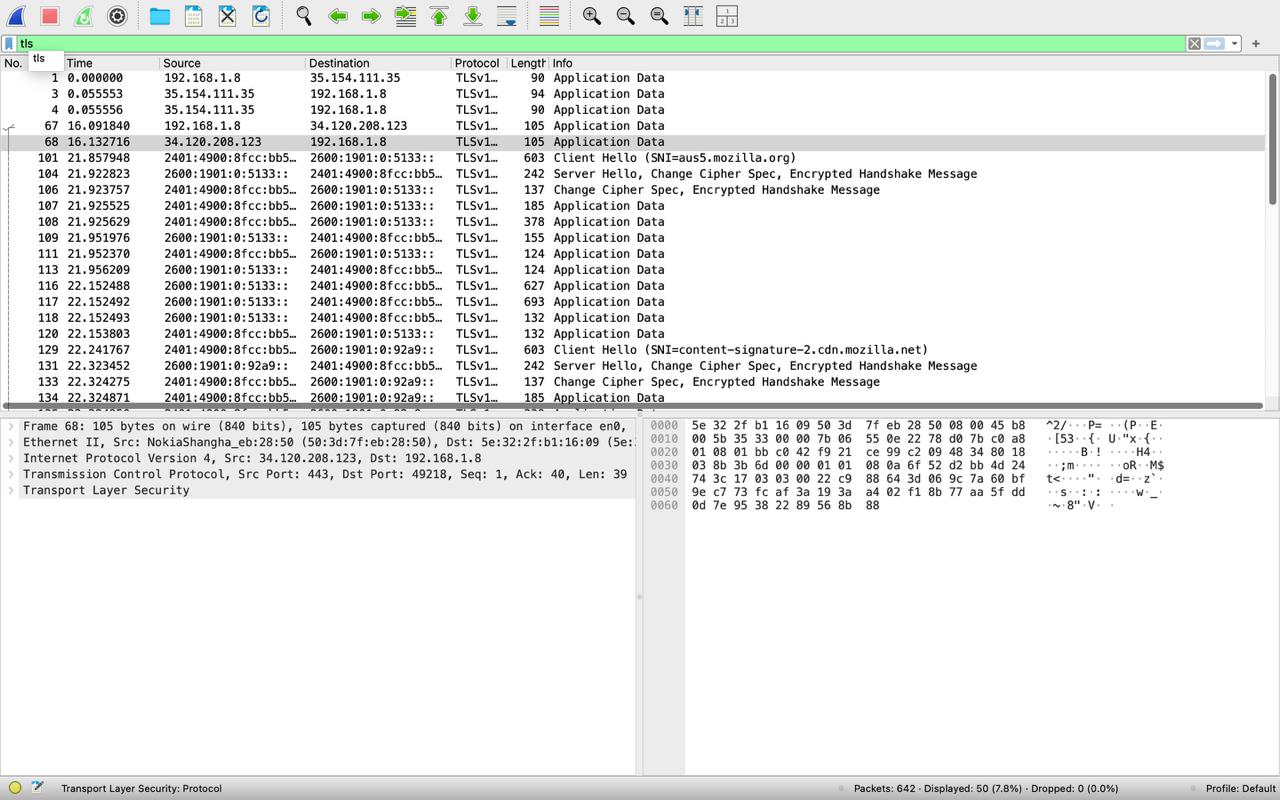 tls
tls
No. Time Source Destination Protocol Length Info
1 0.000000 192.168.1.8 35.154.111.35 TLSv1… 90 Application Data
3 0.055553 35.154.111.35 192.168.1.8 TLSv1… 94 Application Data
4 0.055556 35.154.111.35 192.168.1.8 TLSv1… 90 Application Data
67 16.091840 192.168.1.8 34.120.208.123 TLSv1… 105 Application Data
68 16.132716 34.120.208.123 192.168.1.8 TLSv1… 105 Application Data
101 21.857948 2401:4900:8fcc:bb5… 2600:1901:0:5133:: TLSv1… 603 Client Hello (SNI=aus5.mozilla.org)
104 21.922823 2600:1901:0:5133:: 2401:4900:8fcc:bb5… TLSv1… 242 Server Hello, Change Cipher Spec, Encrypted Handshake Message
106 21.923757 2401:4900:8fcc:bb5… 2600:1901:0:5133:: TLSv1… 137 Change Cipher Spec, Encrypted Handshake Message
107 21.925525 2401:4900:8fcc:bb5… 2600:1901:0:5133:: TLSv1… 185 Application Data
108 21.925629 2401:4900:8fcc:bb5… 2600:1901:0:5133:: TLSv1… 378 Application Data
109 21.951976 2600:1901:0:5133:: 2401:4900:8fcc:bb5… TLSv1… 155 Application Data
111 21.952370 2401:4900:8fcc:bb5… 2600:1901:0:5133:: TLSv1… 124 Application Data
113 21.956209 2600:1901:0:5133:: 2401:4900:8fcc:bb5… TLSv1… 124 Application Data
116 22.152488 2600:1901:0:5133:: 2401:4900:8fcc:bb5… TLSv1… 627 Application Data
117 22.152492 2600:1901:0:5133:: 2401:4900:8fcc:bb5… TLSv1… 693 Application Data
118 22.152493 2600:1901:0:5133:: 2401:4900:8fcc:bb5… TLSv1… 132 Application Data
120 22.153803 2401:4900:8fcc:bb5… 2600:1901:0:5133:: TLSv1… 132 Application Data
129 22.241767 2401:4900:8fcc:bb5… 2600:1901:0:92a9:: TLSv1… 603 Client Hello (SNI=content-signature-2.cdn.mozilla.net)
131 22.323452 2600:1901:0:92a9:: 2401:4900:8fcc:bb5… TLSv1… 242 Server Hello, Change Cipher Spec, Encrypted Handshake Message
133 22.324275 2401:4900:8fcc:bb5… 2600:1901:0:92a9:: TLSv1… 137 Change Cipher Spec, Encrypted Handshake Message
134 22.324871 2401:4900:8fcc:bb5… 2600:1901:0:92a9:: TLSv1… 185 Application Data
Frame 68: 105 bytes on wire (840 bits), 105 bytes captured (840 bits) on interface en0,
Ethernet II, Src: NokiaShangha_eb:28:50 (50:3d:7f:eb:28:50), Dst: 5e:32:2f:b1:16:09 (5e:
Internet Protocol Version 4, Src: 34.120.208.123, Dst: 192.168.1.8
Transmission Control Protocol, Src Port: 443, Dst Port: 49218, Seq: 1, Ack: 40, Len: 39
Transport Layer Security
0000 5e 32 2f b1 16 09 50 3d 7f eb 28 50 08 00 45 b8 ^2/···P= ··(P··E·
0010 00 5b 35 33 00 00 7b 06 55 0e 22 78 d0 7b c0 a8 ·[53··{· U·"x·{··
0020 01 08 01 bb c0 42 f9 21 ce 99 c2 09 48 34 80 18 ·····B·! ····H4··
0030 03 8b 3b 6d 00 00 01 01 08 0a 6f 52 d2 bb 4d 24 ··;m···· ··oR··M$
0040 74 3c 17 03 03 00 22 c9 88 64 3d 06 9c 7a 60 bf t<····"· ·d=··z`·
0050 9e c7 73 fc af 3a 19 3a a4 02 f1 8b 77 aa 5f dd ··s··:·: ····w·_·
0060 0d 7e 95 38 22 89 56 8b 88 ·~·8"·V· ·
Transport Layer Security: Protocol Packets: 642 · Displayed: 50 (7.8%) · Dropped: 0 (0.0%) Profile: Default